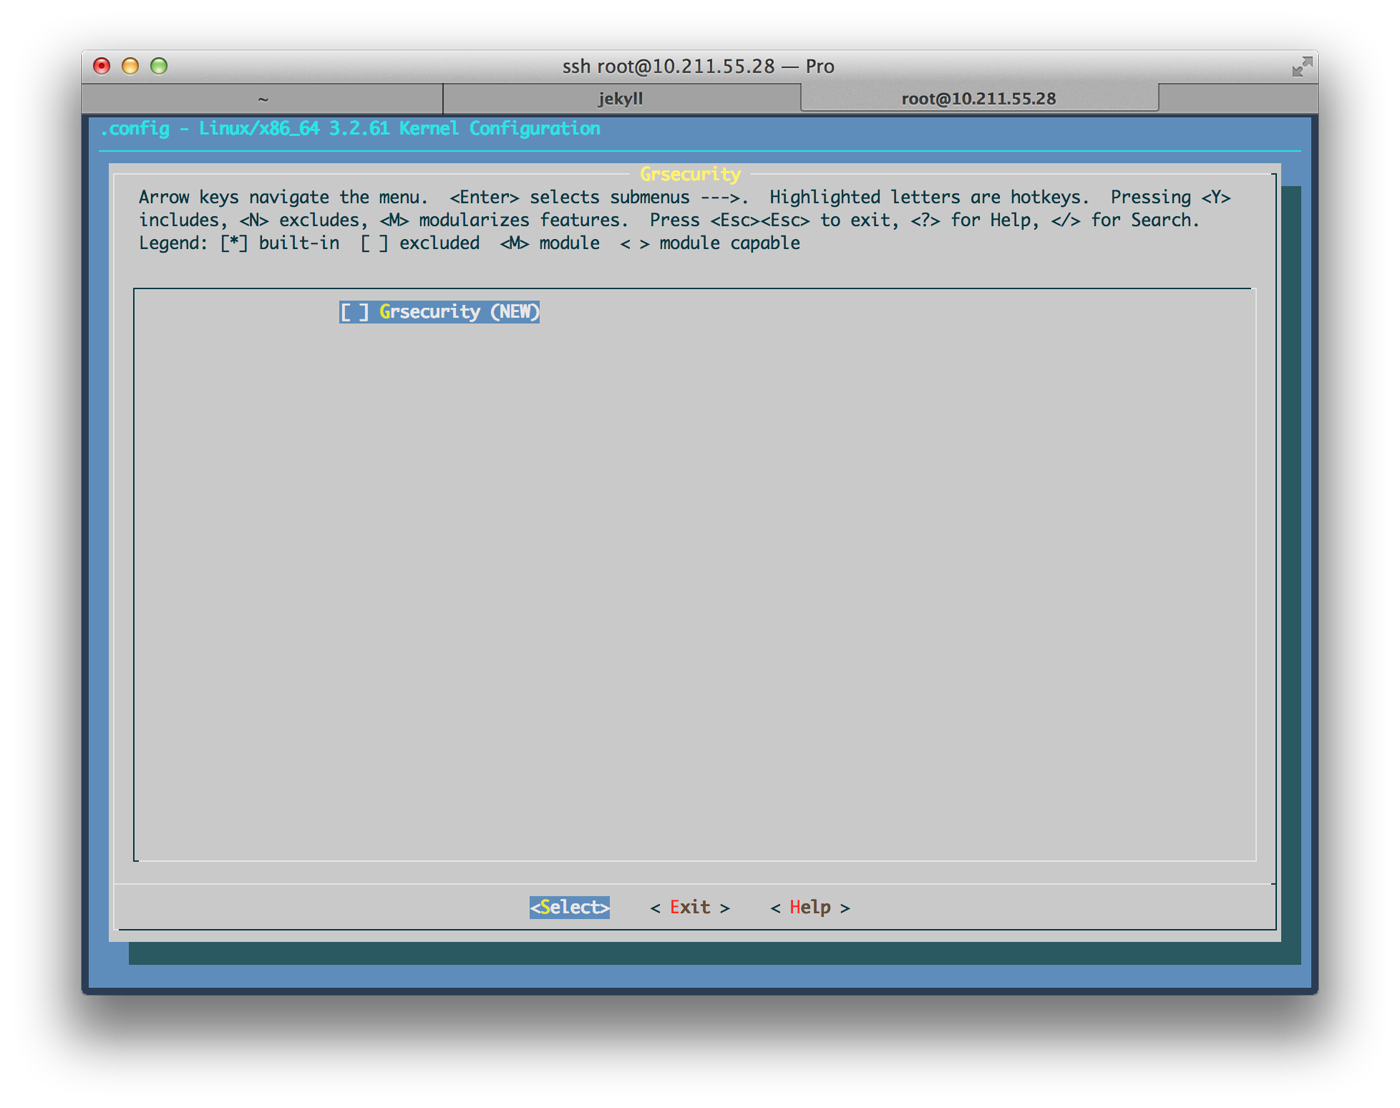 ssh root@10.211.55.28 — Pro
~ jekyll root@10.211.55.28
.config - Linux/x86_64 3.2.61 Kernel Configuration
Grsecurity
Arrow keys navigate the menu.  <Enter> selects submenus --->.  Highlighted letters are hotkeys.  Pressing <Y>
includes, <N> excludes, <M> modularizes features.  Press <Esc><Esc> to exit, <?> for Help, </> for Search.
Legend: [*] built-in  [ ] excluded  <M> module  < > module capable
[ ] Grsecurity (NEW)
<Select>    < Exit >    < Help >